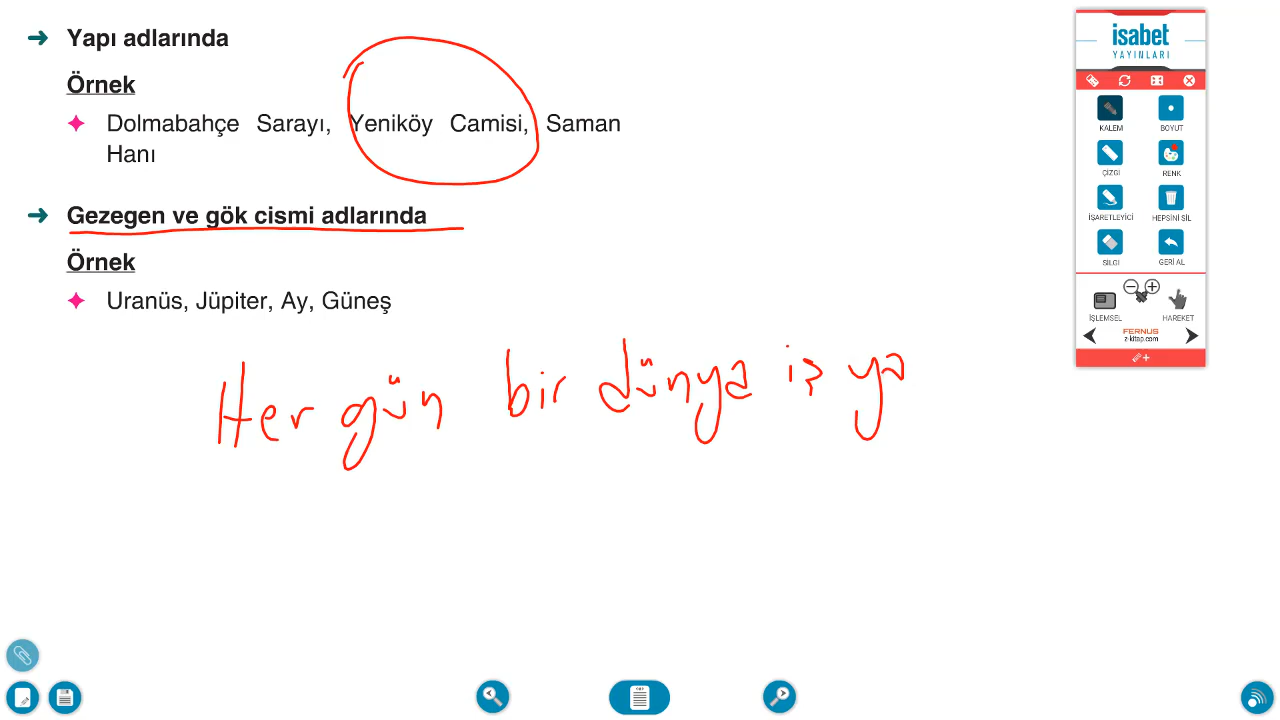 Yapı adlarında
Örnek
Dolmabahçe Sarayı, Yeniköy Camisi, Saman
Hanı
Gezegen ve gök cismi adlarında
Örnek
Uranüs, Jüpiter, Ay, Güneş
Her gün bir dünya iş ya
isabet
YAYINLARI
KALEM
BOYUT
ÇİZGİ
RENK
İŞARETLEYİCİ
HEPSİNİ SİL
SİLGİ
GERİ AL
İŞLEMSEL
HAREKET
FERNUS
z-kitap.com